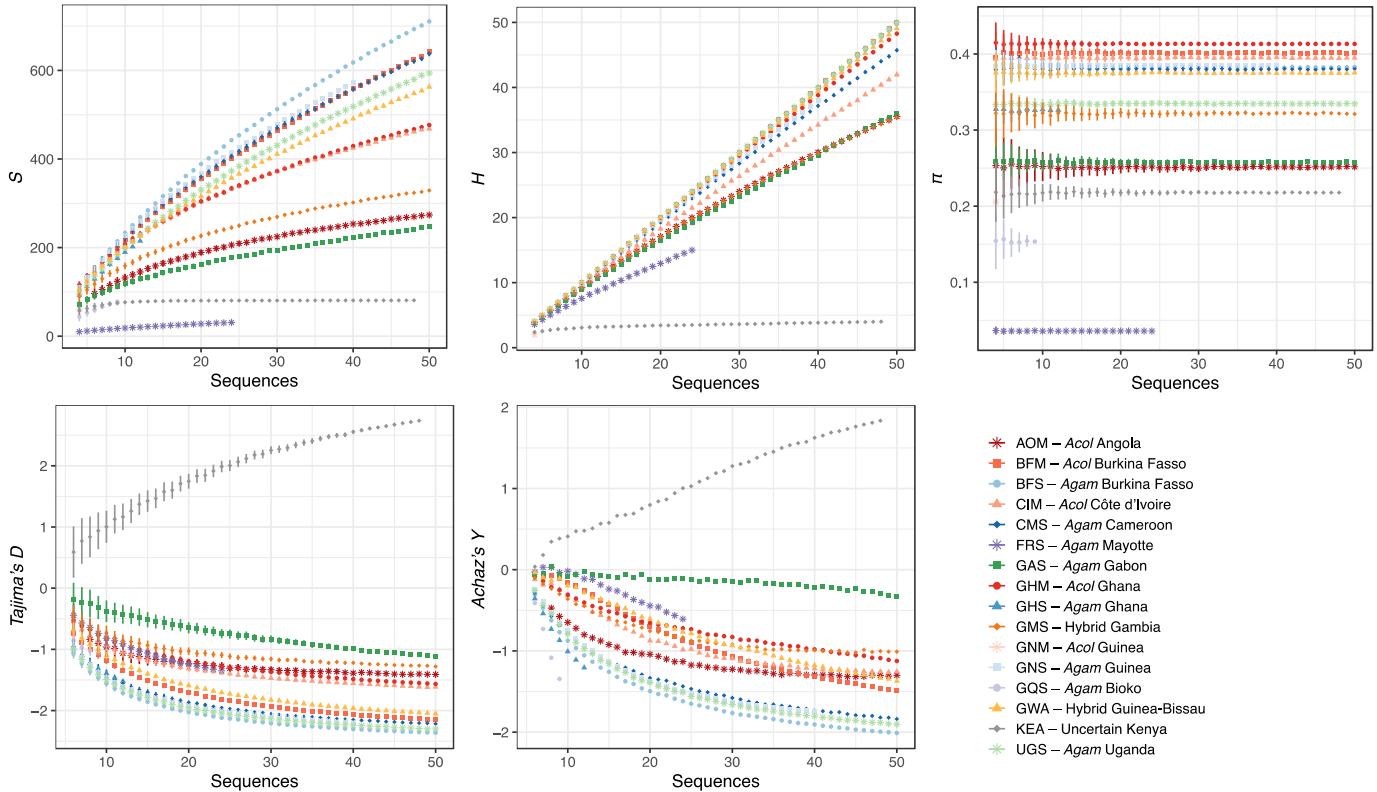 S
600
400
200
0
10 20 30 40 50
Sequences
H
50
40
30
20
10
0
10 20 30 40 50
Sequences
π
0.4
0.3
0.2
0.1
0 10 20 30 40 50
Sequences
Tajima's D
2
1
0
−1
−2
10 20 30 40 50
Sequences
Achaz's Y
2
1
0
−1
−2
10 20 30 40 50
Sequences
AOM – Acol Angola
BFM – Acol Burkina Fasso
BFS – Agam Burkina Fasso
CIM – Acol Côte d'Ivoire
CMS – Agam Cameroon
FRS – Agam Mayotte
GAS – Agam Gabon
GHM – Acol Ghana
GHS – Agam Ghana
GMS – Hybrid Gambia
GNM – Acol Guinea
GNS – Agam Guinea
GQS – Agam Bioko
GWA – Hybrid Guinea-Bissau
KEA – Uncertain Kenya
UGS – Agam Uganda